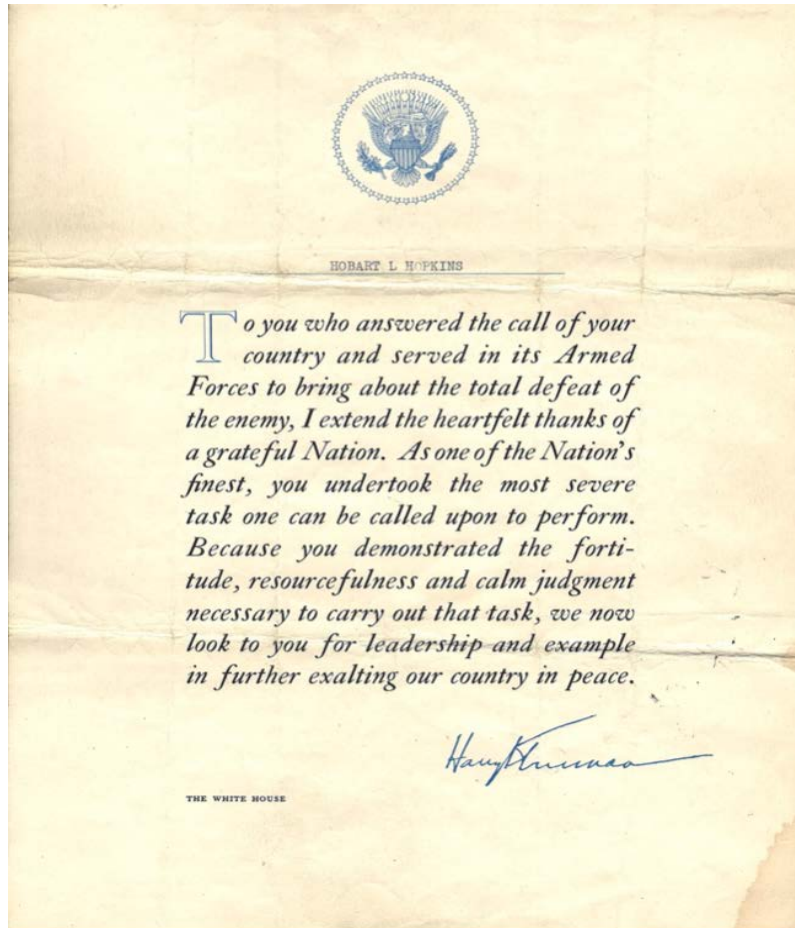 HOBART L HOPKINS
To you who answered the call of your
country and served in its Armed
Forces to bring about the total defeat of
the enemy, I extend the heartfelt thanks of
a grateful Nation. As one of the Nation's
finest, you undertook the most severe
task one can be called upon to perform.
Because you demonstrated the forti-
tude, resourcefulness and calm judgment
necessary to carry out that task, we now
look to you for leadership and example
in further exalting our country in peace.
Harry S Truman
THE WHITE HOUSE